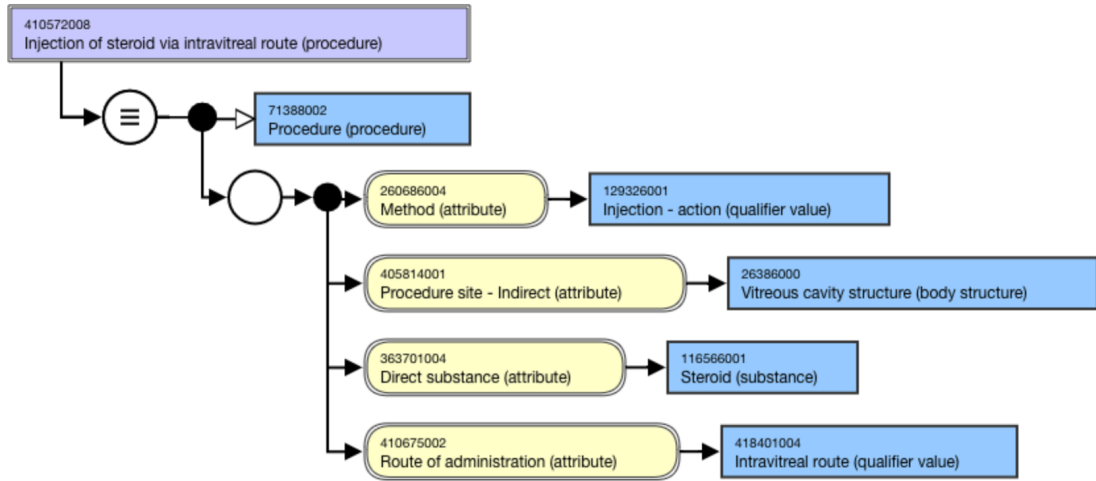 410572008
Injection of steroid via intravitreal route (procedure)
≡
71388002
Procedure (procedure)
260686004
Method (attribute)
129326001
Injection - action (qualifier value)
405814001
Procedure site - Indirect (attribute)
26386000
Vitreous cavity structure (body structure)
363701004
Direct substance (attribute)
116566001
Steroid (substance)
410675002
Route of administration (attribute)
418401004
Intravitreal route (qualifier value)